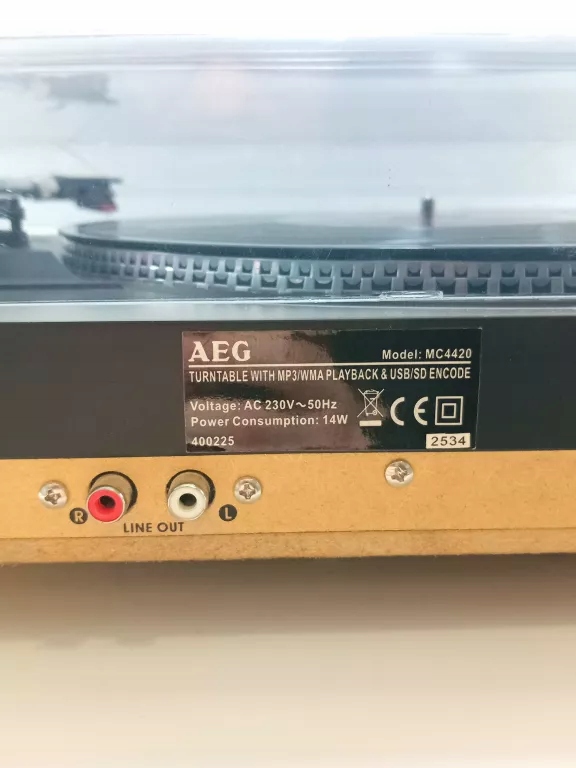 AEG Model: MC4420
TURNTABLE WITH MP3/WMA PLAYBACK & USB/SD ENCODE
Voltage: AC 230V~50Hz
Power Consumption: 14W
CE
400225 2534
R L
LINE OUT